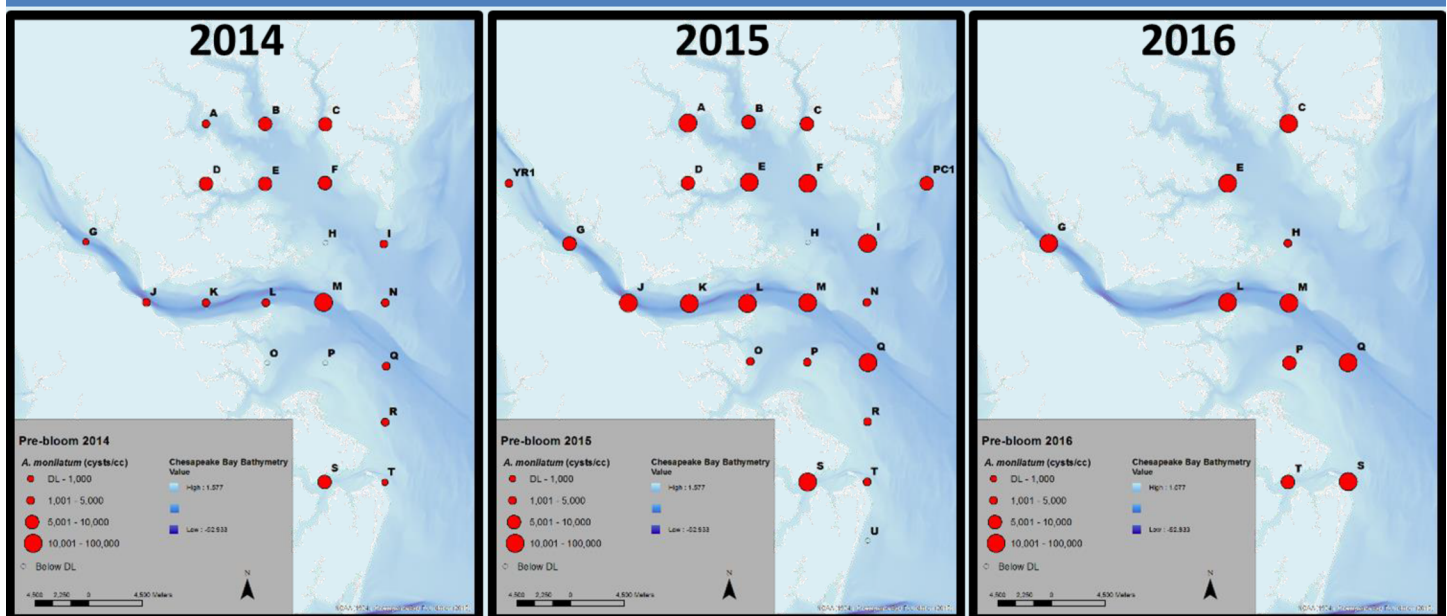 2014
A
B
C
D
E
F
G
H
I
J
K
L
M
N
O
P
Q
R
S
T
Pre-bloom 2014
A. monilatum (cysts/cc)
DL - 1,000
1,001 - 5,000
5,001 - 10,000
10,001 - 100,000
Below DL
Chesapeake Bay Bathymetry
Value
High : 1.577
Low : -52.933
N
4,500 2,250 0 4,500 Meters
2015
A
B
C
YR1
D
E
F
PC1
G
H
I
J
K
L
M
N
O
P
Q
R
S
T
U
Pre-bloom 2015
A. monilatum (cysts/cc)
DL - 1,000
1,001 - 5,000
5,001 - 10,000
10,001 - 100,000
Below DL
Chesapeake Bay Bathymetry
Value
High : 1.577
Low : -52.933
N
4,500 2,250 0 4,500 Meters
2016
C
E
G
H
L
M
P
Q
T
S
Pre-bloom 2016
A. monilatum (cysts/cc)
DL - 1,000
1,001 - 5,000
5,001 - 10,000
10,001 - 100,000
Below DL
Chesapeake Bay Bathymetry
Value
Low : -52.933
N
4,500 2,250 0 4,500 Meters